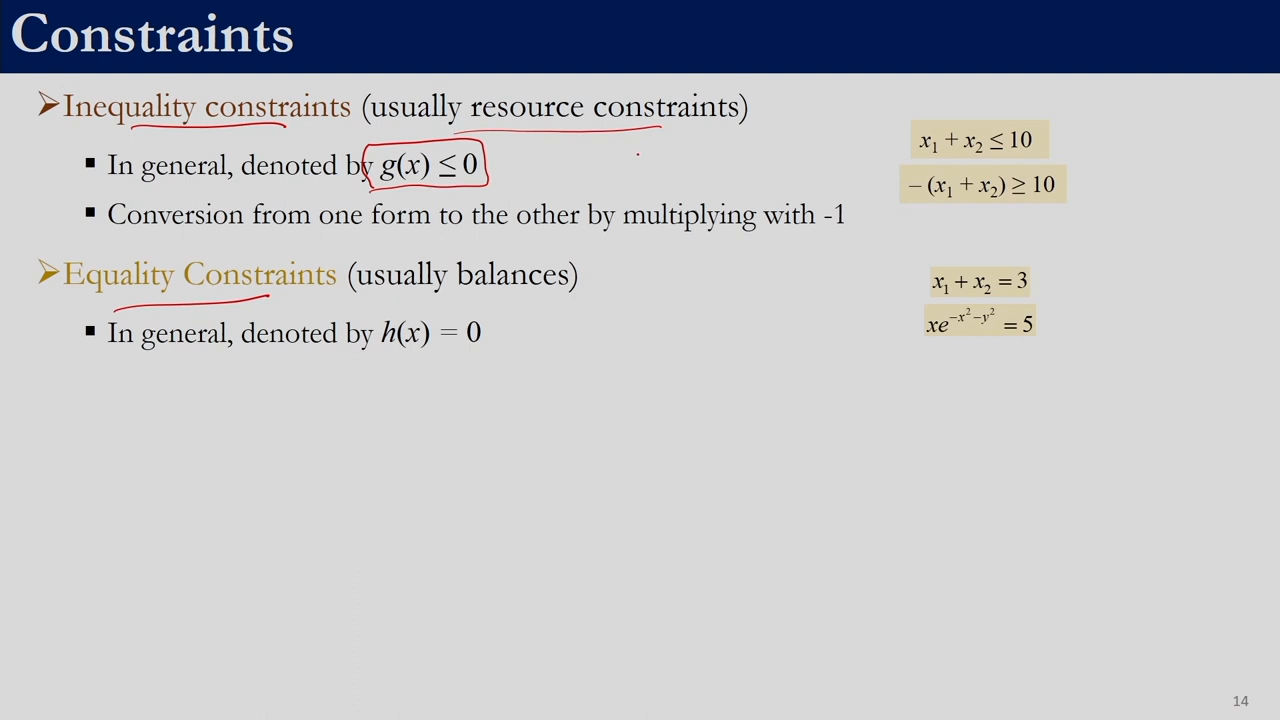 Constraints
➤Inequality constraints (usually resource constraints)
▪ In general, denoted by g(x) ≤ 0
▪ Conversion from one form to the other by multiplying with -1
➤Equality Constraints (usually balances)
▪ In general, denoted by h(x) = 0
x₁ + x₂ ≤ 10
– (x₁ + x₂) ≥ 10
x₁ + x₂ = 3
xe^(−x²−y²) = 5
14